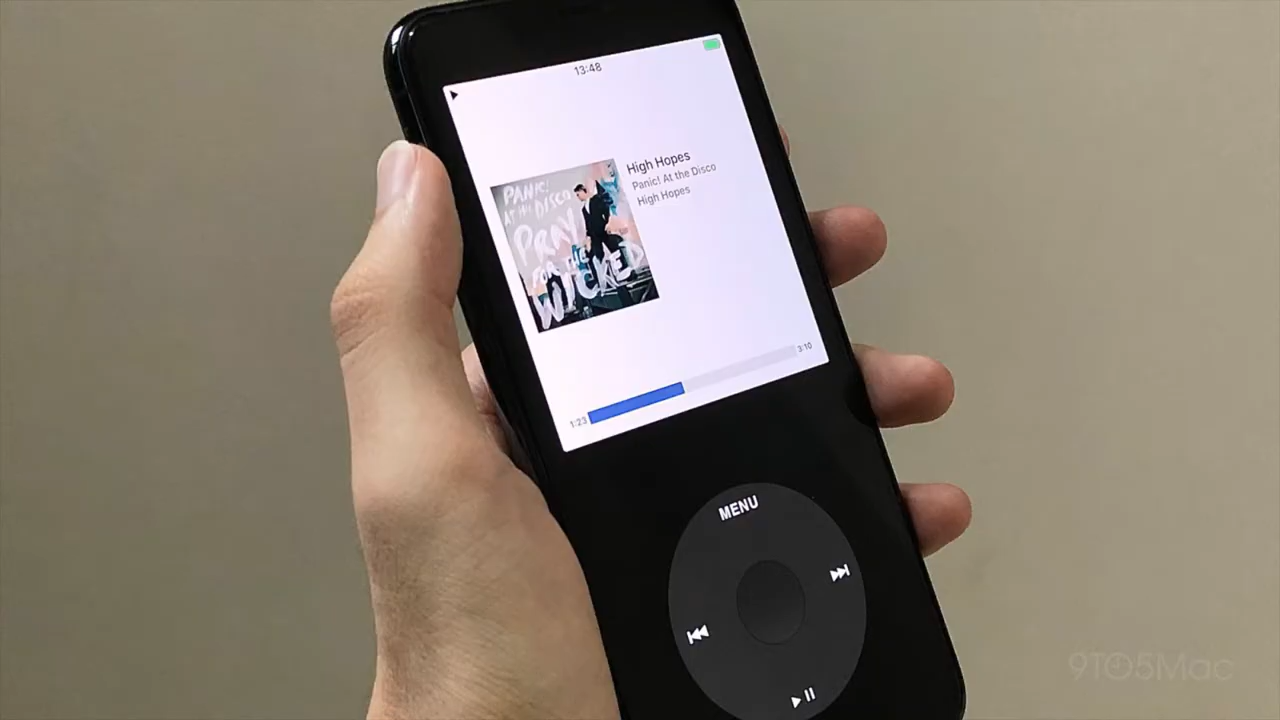 13:48
High Hopes
Panic! At the Disco
High Hopes
PANIC!
AT THE DISCO
PRAY
FOR THE
WICKED
1:23
3:10
MENU
9TO5Mac